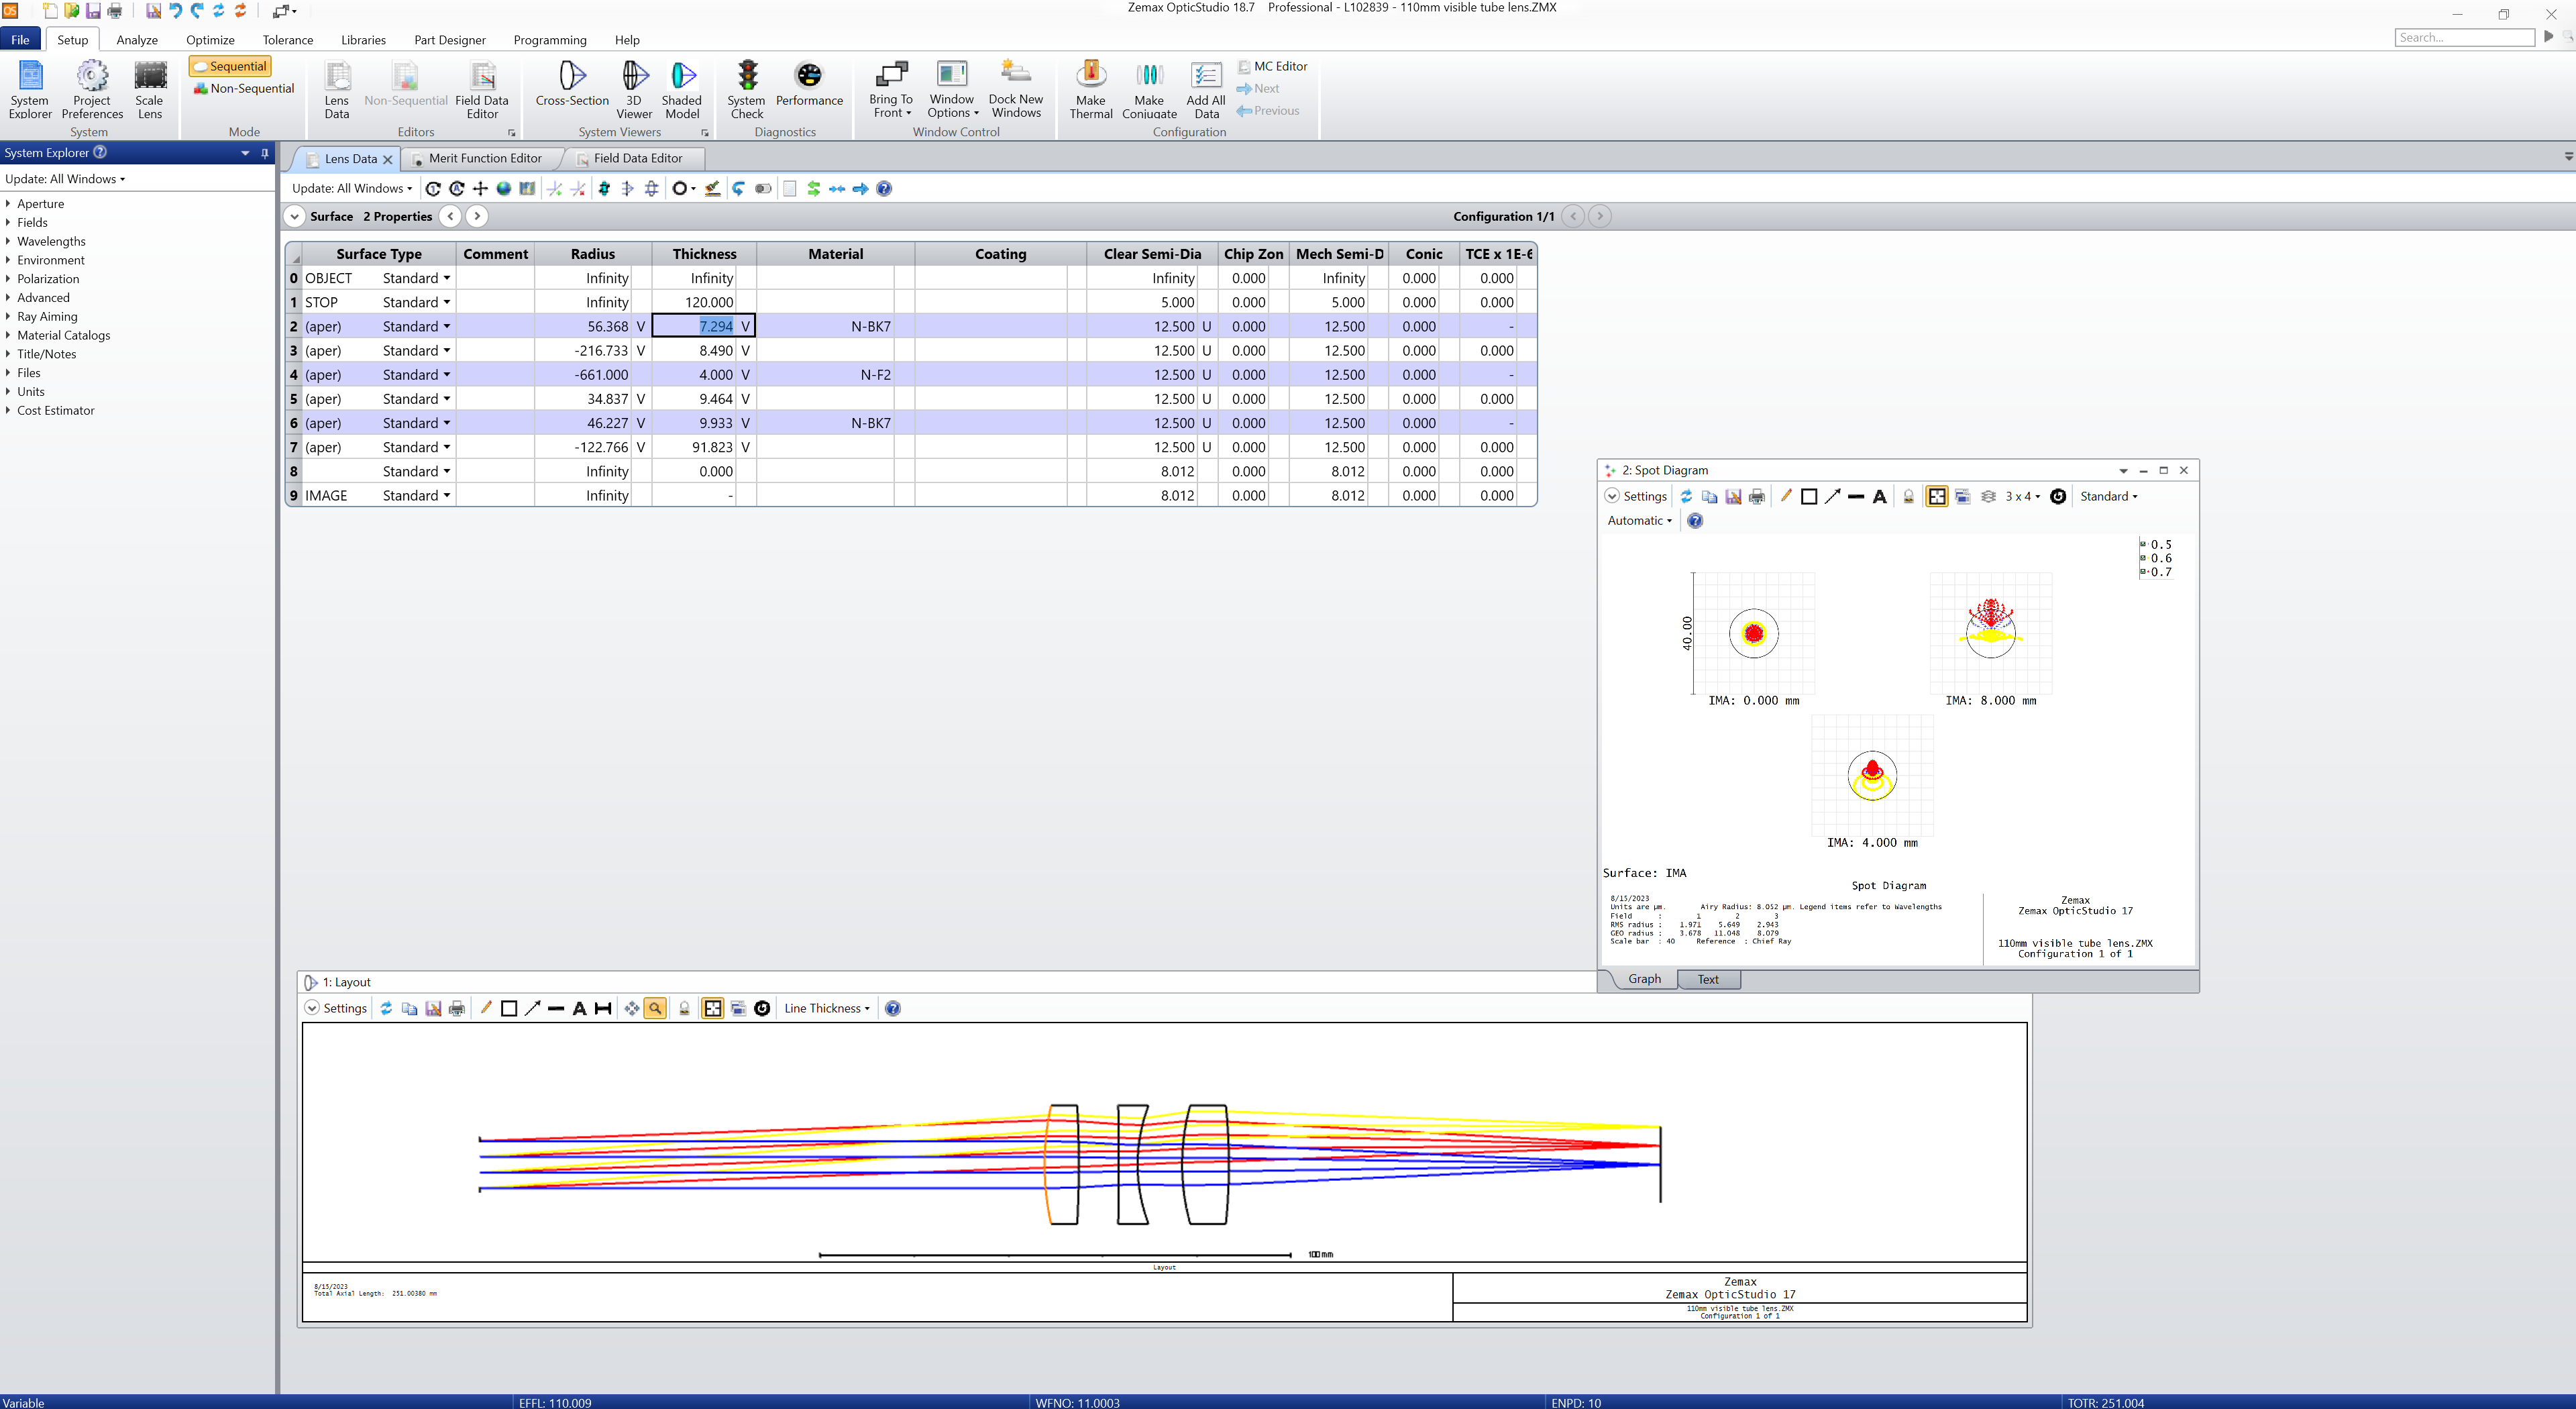 Zemax OpticStudio 18.7 Professional - L102839 - 110mm visible tube lens.ZMX
File Setup Analyze Optimize Tolerance Libraries Part Designer Programming Help
Search...
System Explorer Project Preferences Scale Lens
System
Sequential
Non-Sequential
Mode
Lens Data Non-Sequential Field Data Editor
Editors
Cross-Section 3D Viewer Shaded Model
System Viewers
System Check Performance
Diagnostics
Bring To Front Window Options Dock New Windows
Window Control
Make Thermal Make Conjugate Add All Data
MC Editor
Next
Previous
Configuration
System Explorer
Update: All Windows
Aperture
Fields
Wavelengths
Environment
Polarization
Advanced
Ray Aiming
Material Catalogs
Title/Notes
Files
Units
Cost Estimator
Lens Data Merit Function Editor Field Data Editor
Update: All Windows
Surface 2 Properties Configuration 1/1
Surface Type Comment Radius Thickness Material Coating Clear Semi-Dia Chip Zon Mech Semi-D Conic TCE x 1E-6
0 OBJECT Standard Infinity Infinity Infinity 0.000 Infinity 0.000 0.000
1 STOP Standard Infinity 120.000 5.000 0.000 5.000 0.000 0.000
2 (aper) Standard 56.368 V 7.294 V N-BK7 12.500 U 0.000 12.500 0.000 -
3 (aper) Standard -216.733 V 8.490 V 12.500 U 0.000 12.500 0.000 0.000
4 (aper) Standard -661.000 4.000 V N-F2 12.500 U 0.000 12.500 0.000 -
5 (aper) Standard 34.837 V 9.464 V 12.500 U 0.000 12.500 0.000 0.000
6 (aper) Standard 46.227 V 9.933 V N-BK7 12.500 U 0.000 12.500 0.000 -
7 (aper) Standard -122.766 V 91.823 V 12.500 U 0.000 12.500 0.000 0.000
8 Standard Infinity 0.000 8.012 0.000 8.012 0.000 0.000
9 IMAGE Standard Infinity - 8.012 0.000 8.012 0.000 0.000
2: Spot Diagram
Settings 3 x 4 Standard
Automatic
0.5
0.6
0.7
40.00
IMA: 0.000 mm IMA: 8.000 mm
IMA: 4.000 mm
Surface: IMA
Spot Diagram
8/15/2023
Units are µm. Airy Radius: 8.052 µm. Legend items refer to Wavelengths
Field : 1 2 3
RMS radius : 1.971 5.649 2.943
GEO radius : 3.678 11.048 8.079
Scale bar : 40 Reference : Chief Ray
Zemax
Zemax OpticStudio 17
110mm visible tube lens.ZMX
Configuration 1 of 1
Graph Text
1: Layout
Settings Line Thickness
100 mm
Layout
8/15/2023
Total Axial Length: 251.00380 mm
Zemax
Zemax OpticStudio 17
110mm visible tube lens.ZMX
Configuration 1 of 1
Variable EFFL: 110.009 WFNO: 11.0003 ENPD: 10 TOTR: 251.004